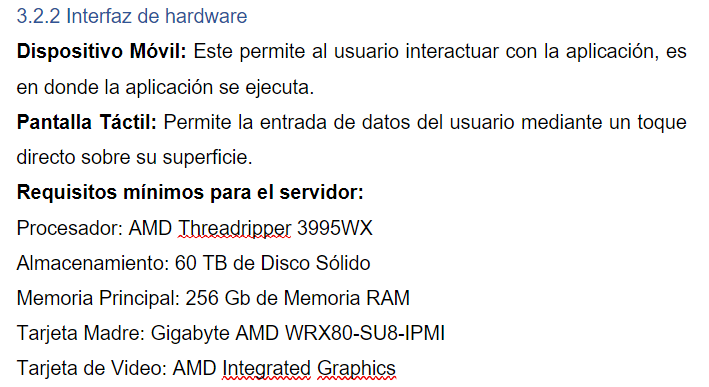 3.2.2 Interfaz de hardware
Dispositivo Móvil: Este permite al usuario interactuar con la aplicación, es
en donde la aplicación se ejecuta.
Pantalla Táctil: Permite la entrada de datos del usuario mediante un toque
directo sobre su superficie.
Requisitos mínimos para el servidor:
Procesador: AMD Threadripper 3995WX
Almacenamiento: 60 TB de Disco Sólido
Memoria Principal: 256 Gb de Memoria RAM
Tarjeta Madre: Gigabyte AMD WRX80-SU8-IPMI
Tarjeta de Video: AMD Integrated Graphics